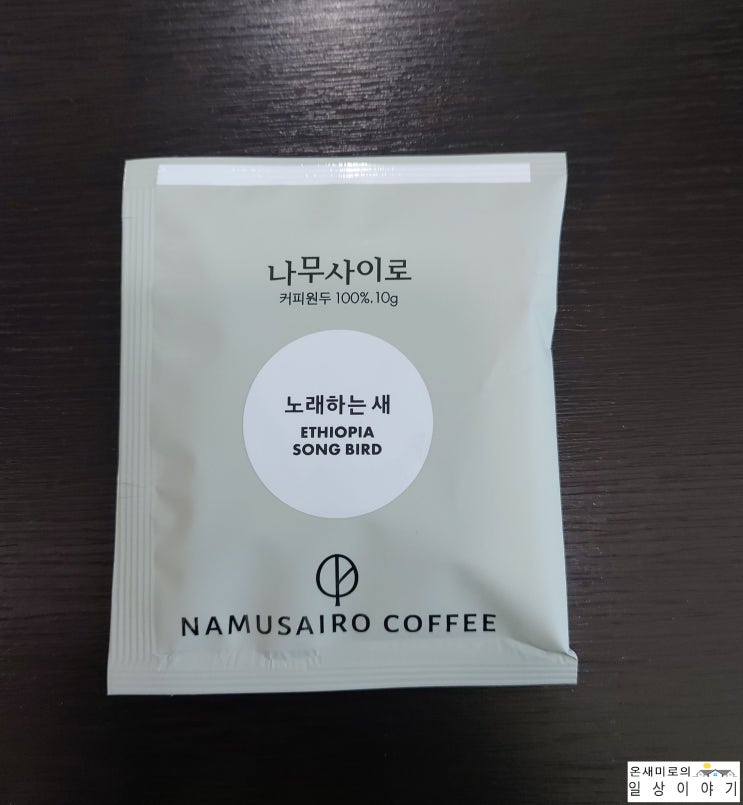 나무사이로
커피원두 100%.10g
노래하는 새
ETHIOPIA
SONG BIRD
NAMUSAIRO COFFEE
온새미로의
일상이야기